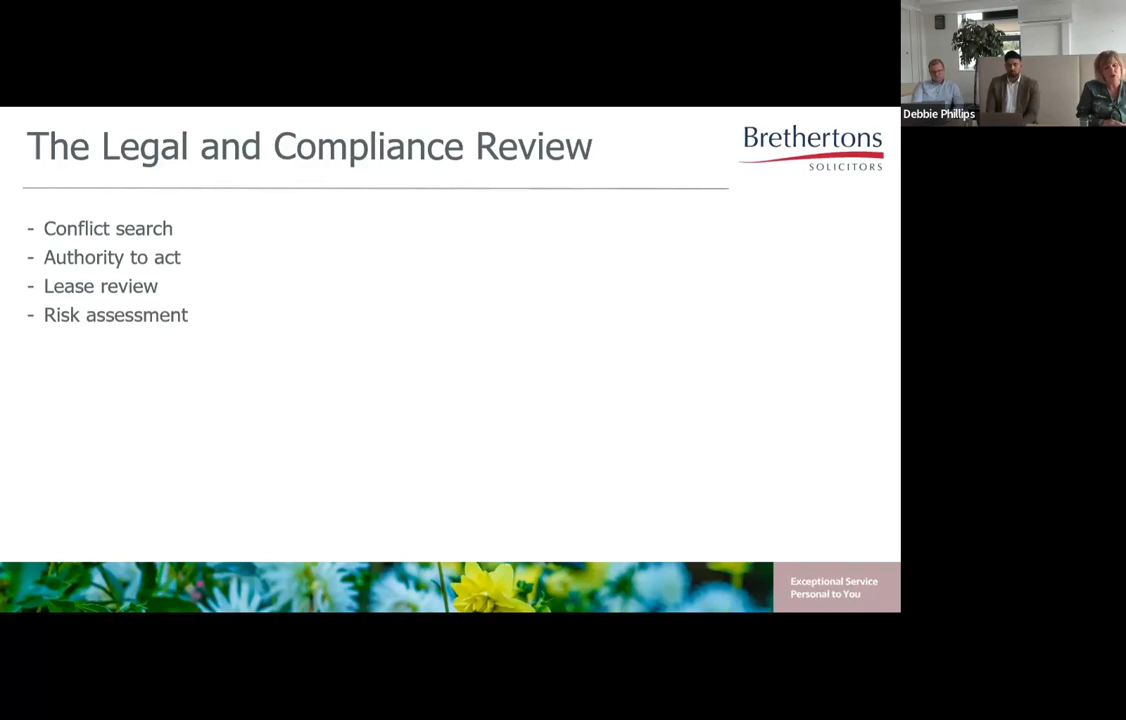 The Legal and Compliance Review
Brethertons
SOLICITORS
- Conflict search
- Authority to act
- Lease review
- Risk assessment
Exceptional Service
Personal to You
Debbie Phillips